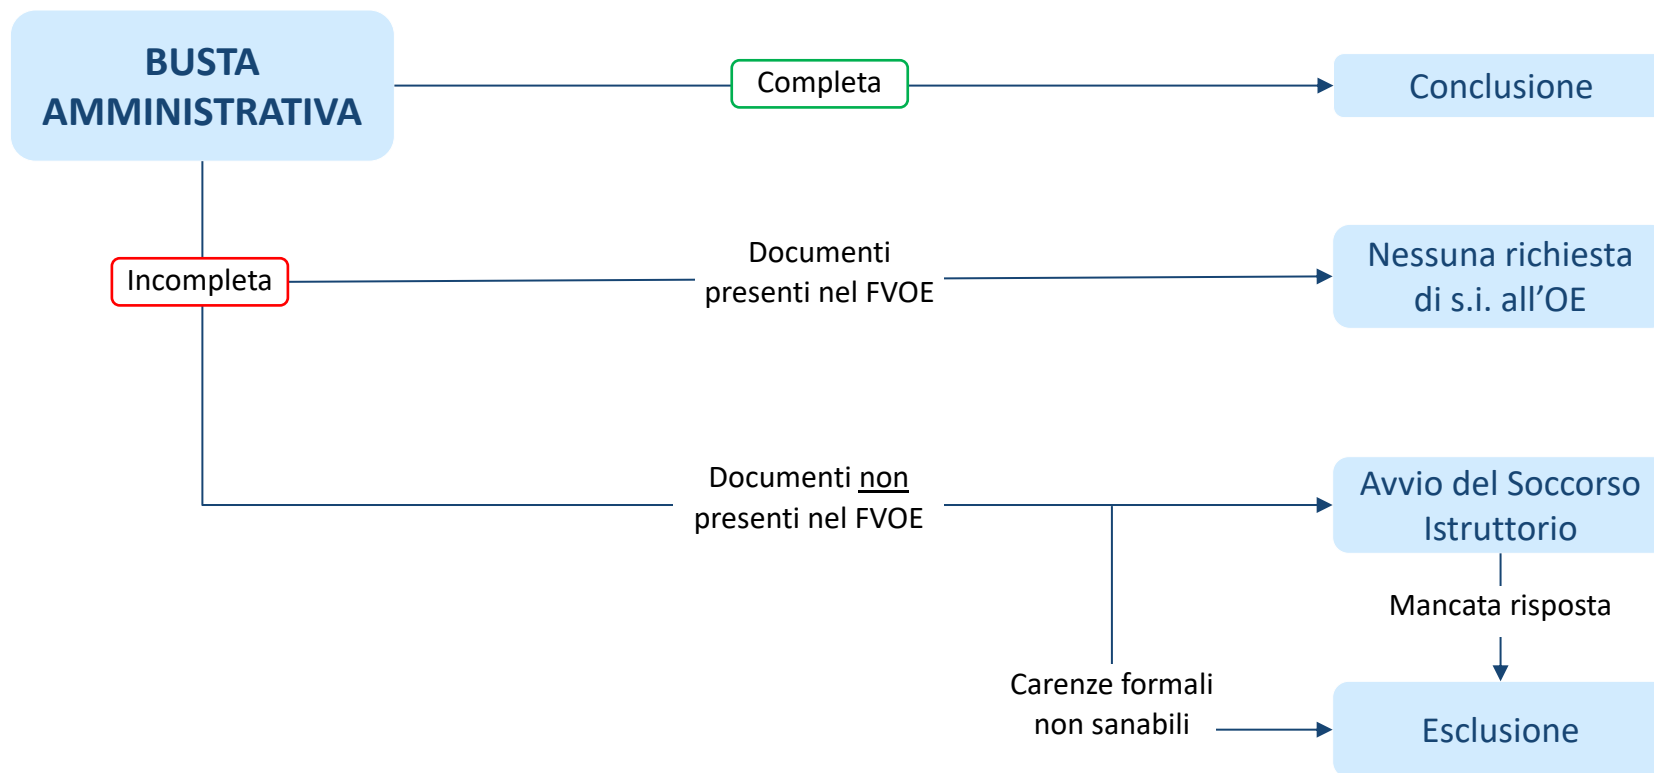 BUSTA
AMMINISTRATIVA
Completa
Conclusione
Incompleta
Documenti
presenti nel FVOE
Nessuna richiesta
di s.i. all’OE
Documenti non
presenti nel FVOE
Avvio del Soccorso
Istruttorio
Mancata risposta
Carenze formali
non sanabili
Esclusione